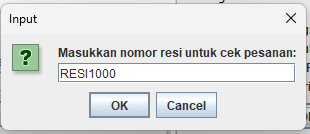 Input
Masukkan nomor resi untuk cek pesanan:
RESI1000
OK Cancel